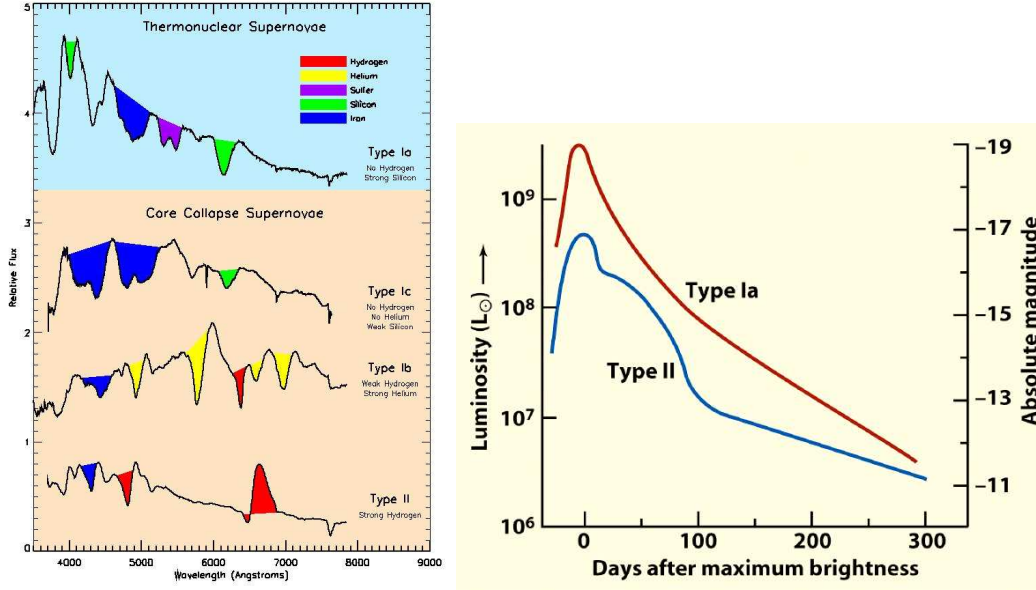 Thermonuclear Supernovae
Hydrogen
Helium
Sulfer
Silicon
Iron
Type Ia
No Hydrogen
Strong Silicon
Core Collapse Supernovae
Type Ic
No Hydrogen
No Helium
Weak Silicon
Type Ib
Weak Hydrogen
Strong Helium
Type II
Strong Hydrogen
5
4
3
2
1
0
Relative Flux
4000 5000 6000 7000 8000 9000
Wavelength (Angstroms)
10⁹
10⁸
10⁷
10⁶
Luminosity (L☉) →
Type Ia
Type II
−19
−17
−15
−13
−11
Absolute magnitude
0 100 200 300
Days after maximum brightness